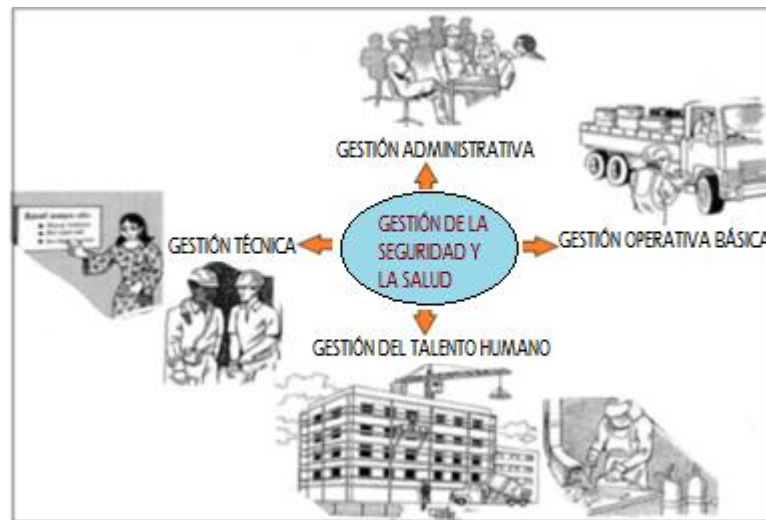 GESTIÓN ADMINISTRATIVA
GESTIÓN TÉCNICA
GESTIÓN DE LA
SEGURIDAD Y
LA SALUD
GESTIÓN OPERATIVA BÁSICA
GESTIÓN DEL TALENTO HUMANO